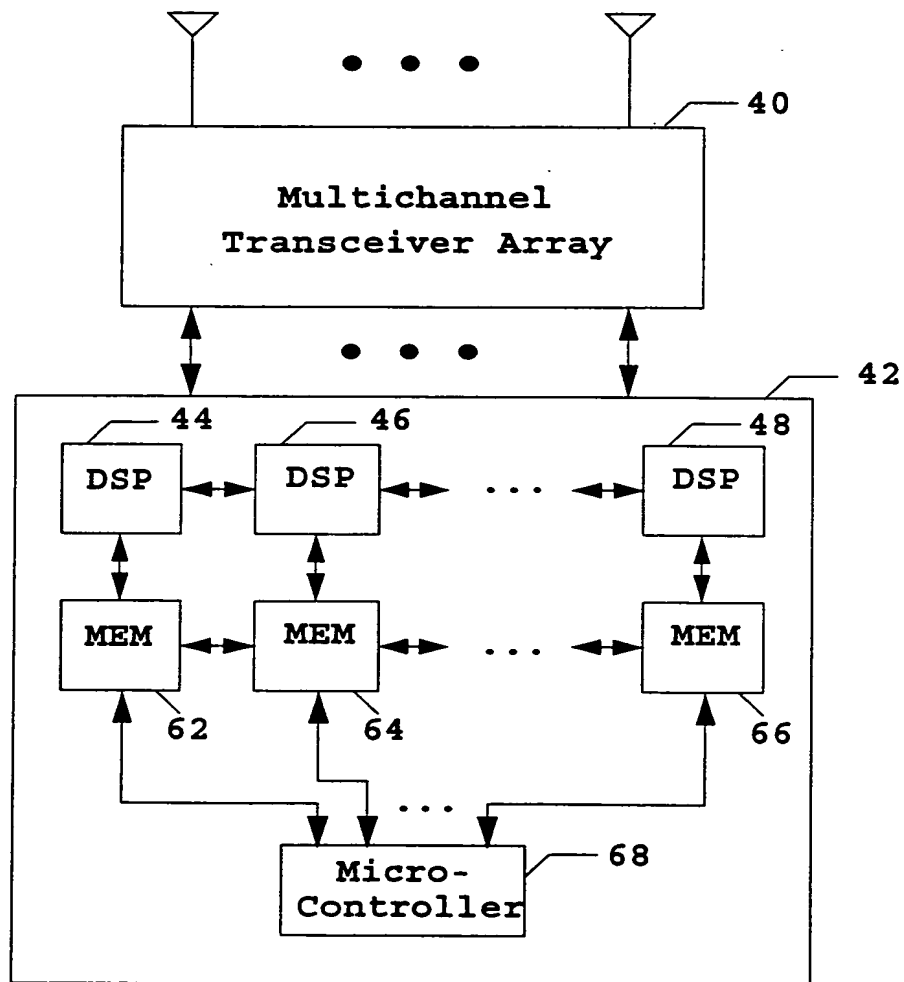 40
Multichannel
Transceiver Array
42
44
46
48
DSP
DSP
DSP
MEM
MEM
MEM
62
64
66
68
Micro-
Controller